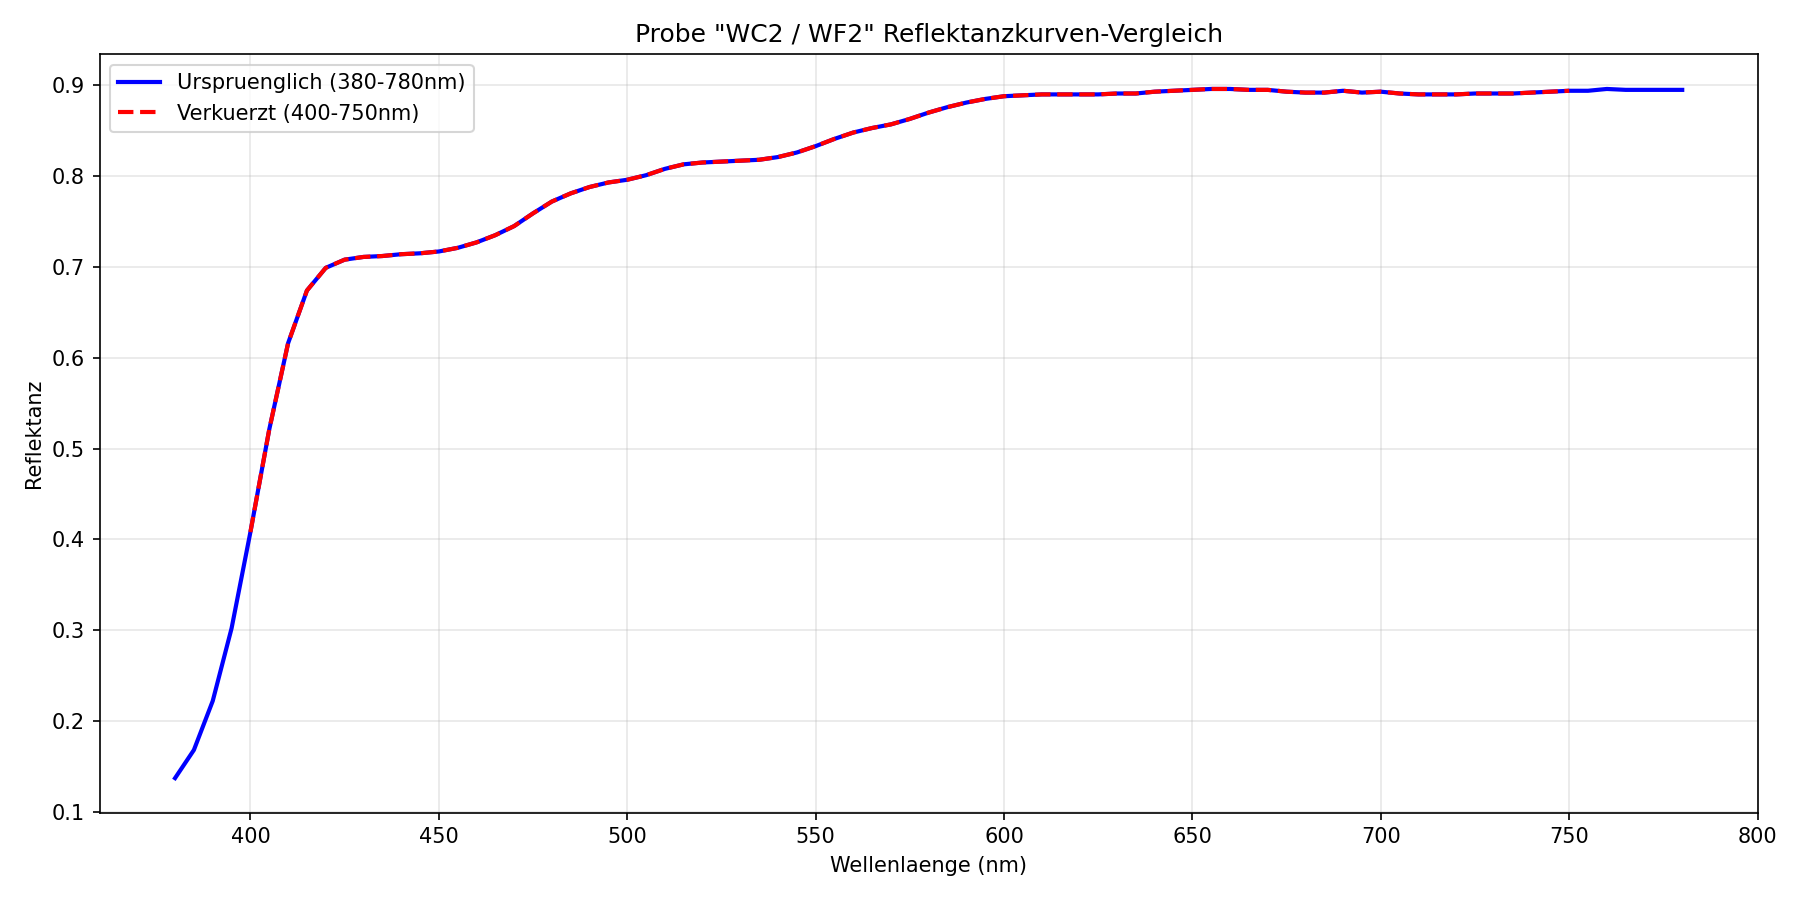 Probe "WC2 / WF2" Reflektanzkurven-Vergleich
Urspruenglich (380-780nm)
Verkuerzt (400-750nm)
0.9
0.8
0.7
0.6
0.5
0.4
0.3
0.2
0.1
Reflektanz
400 450 500 550 600 650 700 750 800
Wellenlaenge (nm)